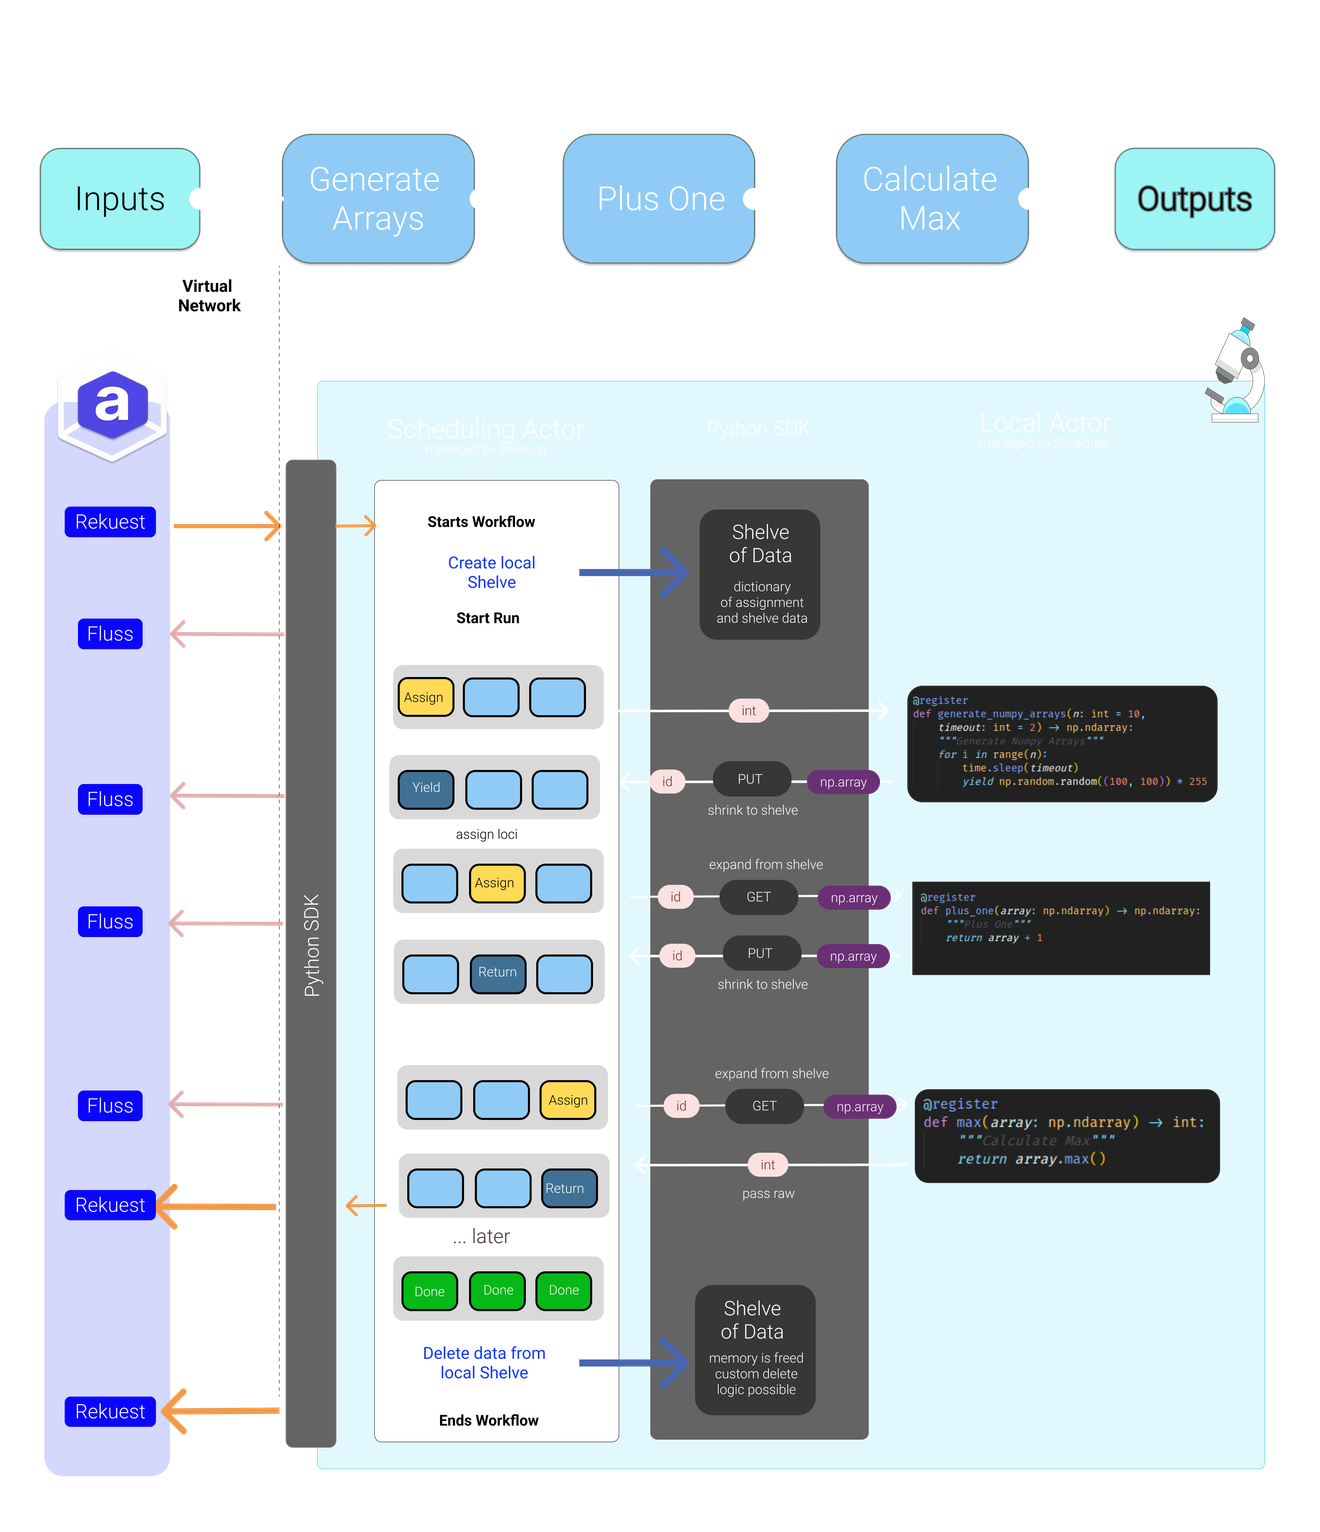 Inputs
Generate
Arrays
Plus One
Calculate
Max
Outputs
Virtual
Network
a
Scheduling Actor
managed by Rekuest
Python SDK
Local Actor
managed by Scheduler
Rekuest
Starts Workflow
Create local
Shelve
Shelve
of Data
dictionary
of assignment
and shelve data
Start Run
Fluss
Assign
int
@register
def generate_numpy_arrays(n: int = 10,
timeout: int = 2) → np.ndarray:
"""Generate Numpy Arrays"""
for i in range(n):
time.sleep(timeout)
yield np.random.random((100, 100)) * 255
Fluss
Yield
id
PUT
np.array
shrink to shelve
assign loci
expand from shelve
Assign
id
GET
np.array
@register
def plus_one(array: np.ndarray) → np.ndarray:
"""Plus One"""
return array + 1
Fluss
Python SDK
Return
id
PUT
np.array
shrink to shelve
expand from shelve
Fluss
Assign
id
GET
np.array
@register
def max(array: np.ndarray) → int:
"""Calculate Max"""
return array.max()
Rekuest
Return
int
pass raw
... later
Done
Done
Done
Delete data from
local Shelve
Shelve
of Data
memory is freed
custom delete
logic possible
Rekuest
Ends Workflow